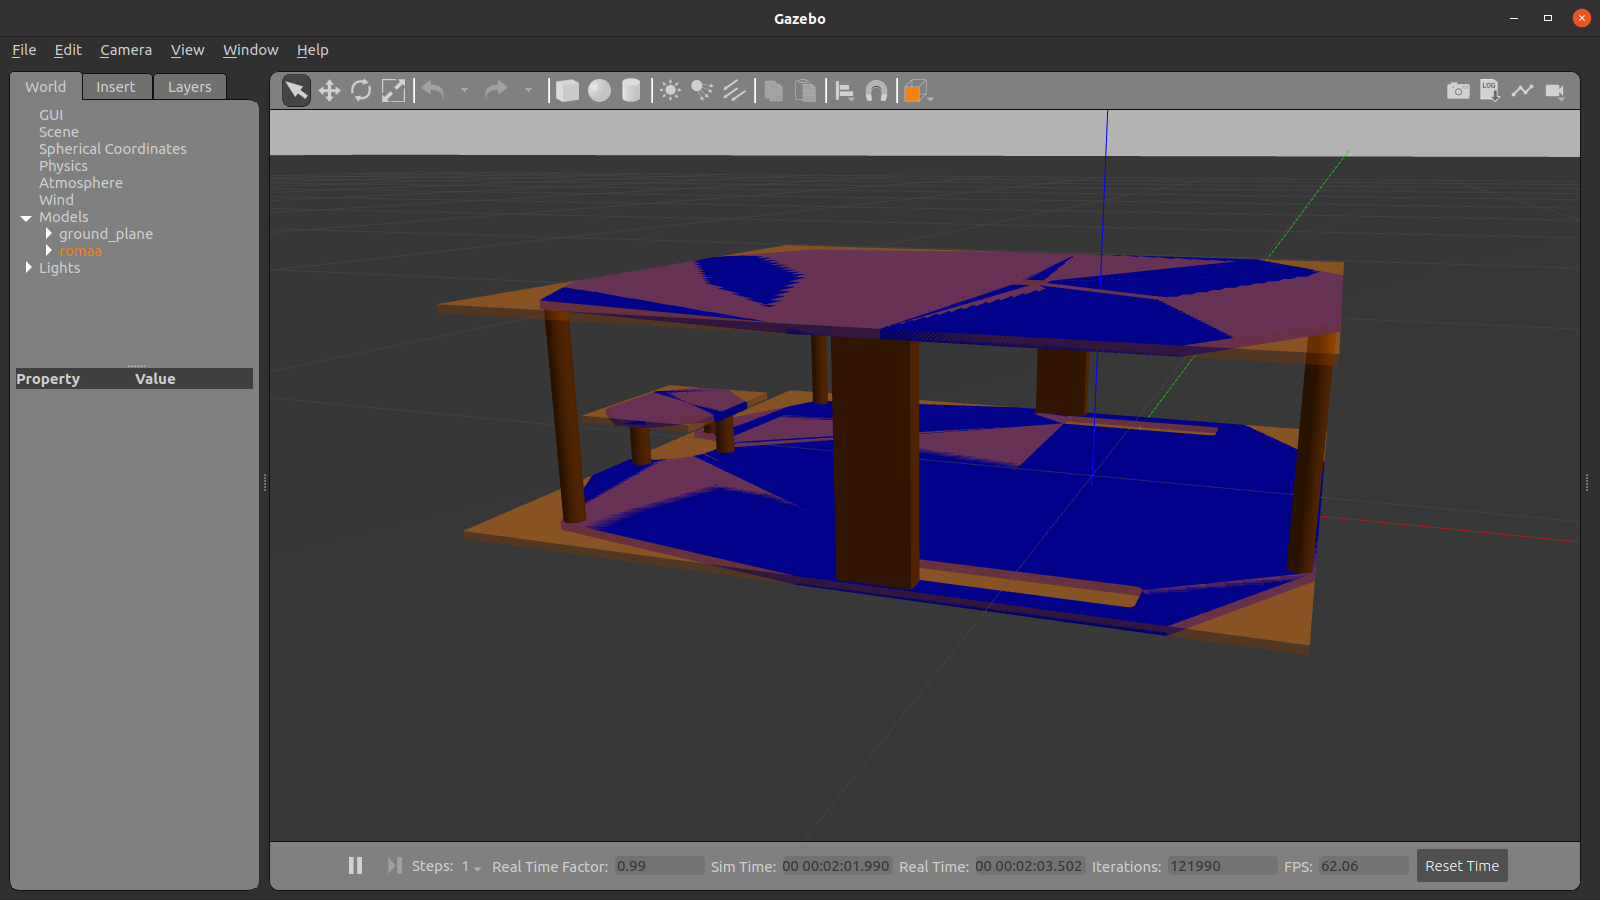 Gazebo
File Edit Camera View Window Help
World Insert Layers
GUI
Scene
Spherical Coordinates
Physics
Atmosphere
Wind
Models
ground_plane
romaa
Lights
Property Value
LOG
Steps: 1 Real Time Factor: 0.99 Sim Time: 00 00:02:01.990 Real Time: 00 00:02:03.502 Iterations: 121990 FPS: 62.06 Reset Time